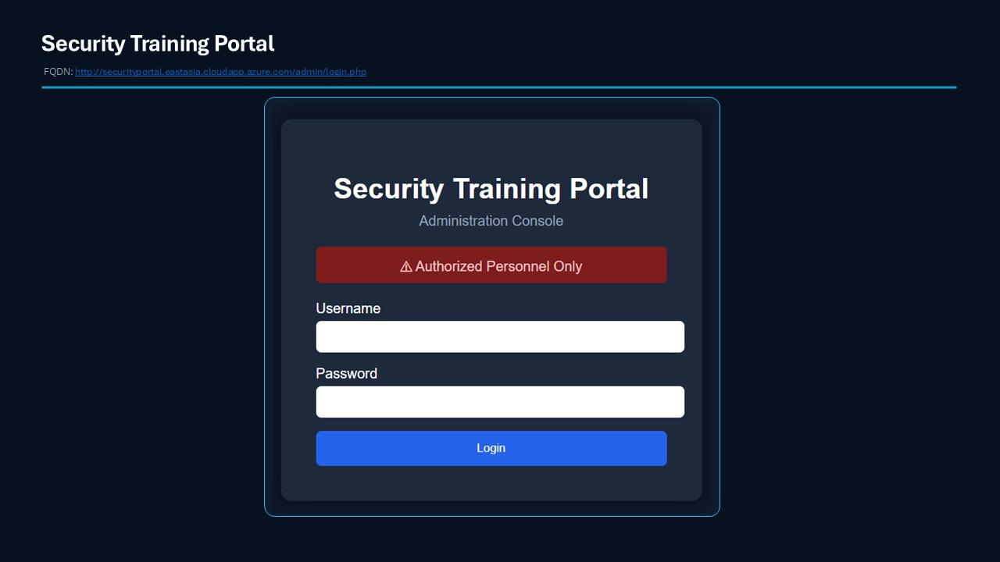 Security Training Portal
FQDN: http://securityportal.eastasia.cloudapp.azure.com/admin/login.php
Security Training Portal
Administration Console
⚠ Authorized Personnel Only
Username
Password
Login